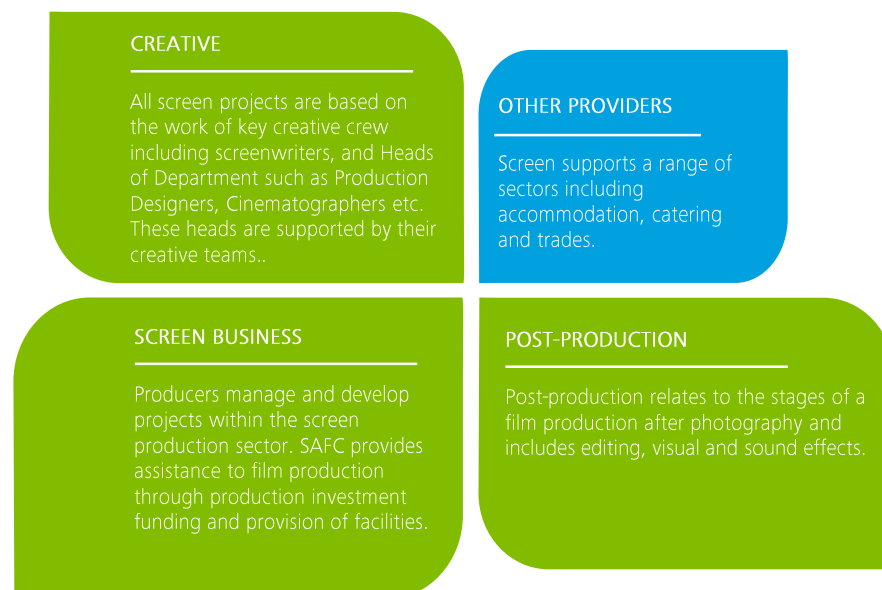 CREATIVE
All screen projects are based on
the work of key creative crew
including screenwriters, and Heads
of Department such as Production
Designers, Cinematographers etc.
These heads are supported by their
creative teams..
OTHER PROVIDERS
Screen supports a range of
sectors including
accommodation, catering
and trades.
SCREEN BUSINESS
Producers manage and develop
projects within the screen
production sector. SAFC provides
assistance to film production
through production investment
funding and provision of facilities.
POST-PRODUCTION
Post-production relates to the stages of a
film production after photography and
includes editing, visual and sound effects.